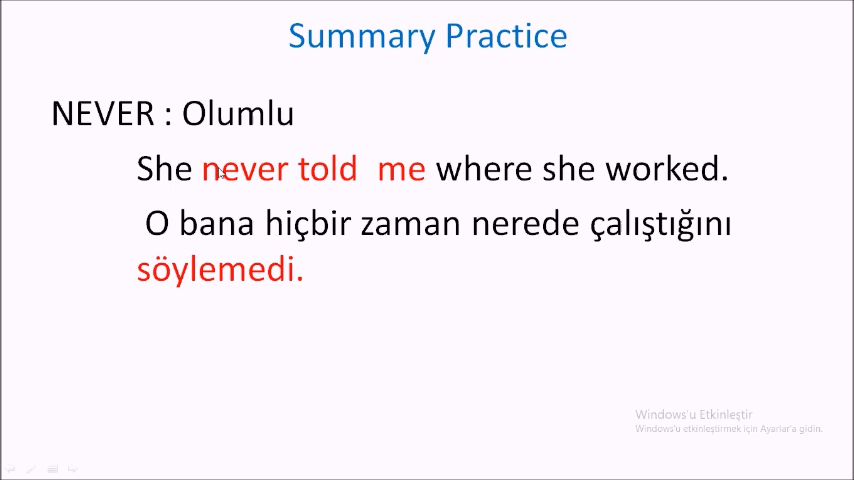 Summary Practice
NEVER : Olumlu
She never told me where she worked.
O bana hiçbir zaman nerede çalıştığını
söylemedi.
Windows'u Etkinleştir
Windows'u etkinleştirmek için Ayarlar'a gidin.